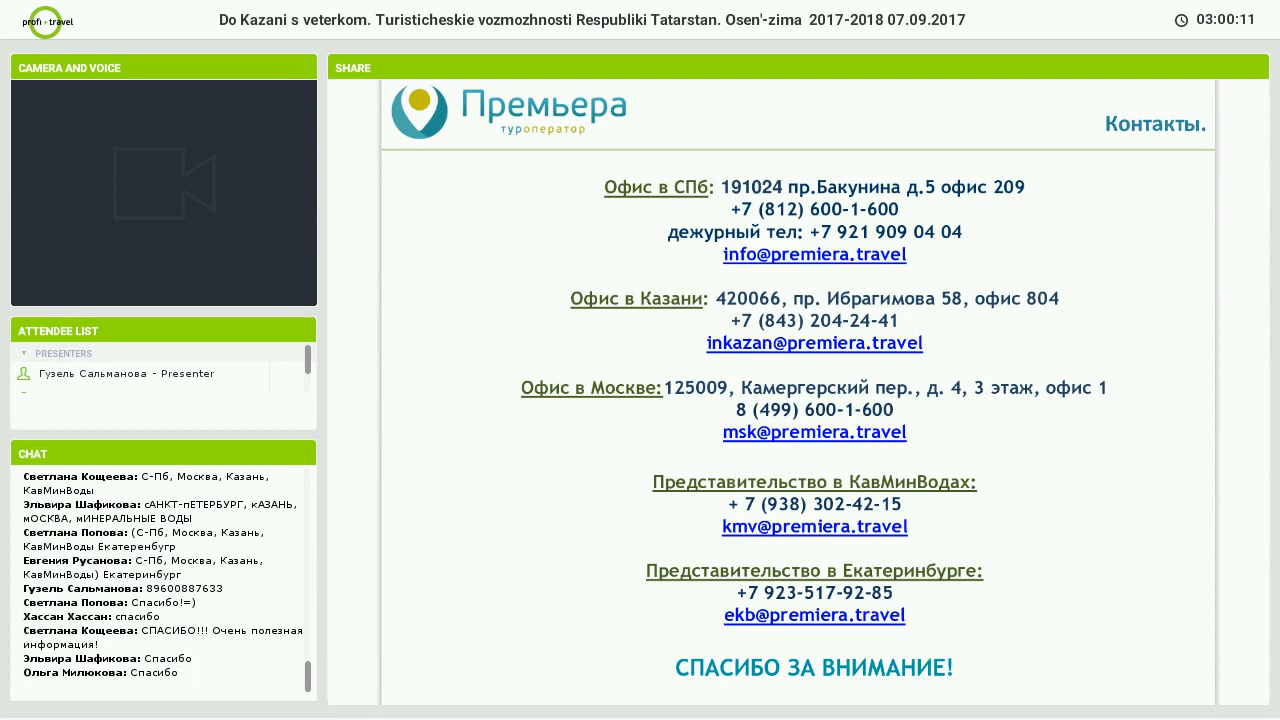 profi+travel
Do Kazani s veterkom. Turisticheskie vozmozhnosti Respubliki Tatarstan. Osen'-zima 2017-2018 07.09.2017
03:00:11
CAMERA AND VOICE
ATTENDEE LIST
PRESENTERS
Гузель Сальманова - Presenter
CHAT
Светлана Кощеева: С-Пб, Москва, Казань,
КавМинВоды
Эльвира Шафикова: сАНКТ-пЕТЕРБУРГ, кАЗАНЬ,
мОСКВА, мИНЕРАЛЬНЫЕ ВОДЫ
Светлана Попова: (С-Пб, Москва, Казань,
КавМинВоды Екатеренбугр
Евгения Русанова: С-Пб, Москва, Казань,
КавМинВоды) Екатеринбург
Гузель Сальманова: 89600887633
Светлана Попова: Спасибо!=)
Хассан Хассан: спасибо
Светлана Кощеева: СПАСИБО!!! Очень полезная
информация!
Эльвира Шафикова: Спасибо
Ольга Милюкова: Спасибо
SHARE
Премьера
туроператор
Контакты.
Офис в СПб: 191024 пр.Бакунина д.5 офис 209
+7 (812) 600-1-600
дежурный тел: +7 921 909 04 04
info@premiera.travel
Офис в Казани: 420066, пр. Ибрагимова 58, офис 804
+7 (843) 204-24-41
inkazan@premiera.travel
Офис в Москве:125009, Камергерский пер., д. 4, 3 этаж, офис 1
8 (499) 600-1-600
msk@premiera.travel
Представительство в КавМинВодах:
+ 7 (938) 302-42-15
kmv@premiera.travel
Представительство в Екатеринбурге:
+7 923-517-92-85
ekb@premiera.travel
СПАСИБО ЗА ВНИМАНИЕ!